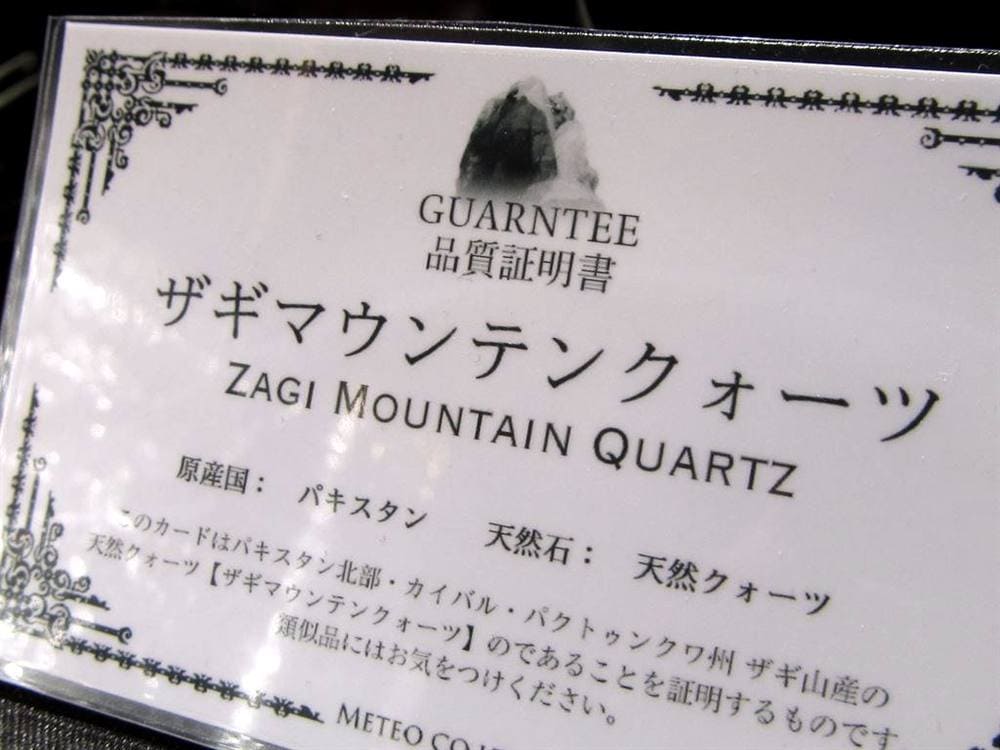 GUARNTEE
品質証明書
ザギマウンテンクォーツ
ZAGI MOUNTAIN QUARTZ
原産国： パキスタン 天然石： 天然クォーツ
このカードはパキスタン北部・カイバル・パクトゥンクワ州 ザギ山産の
天然クォーツ【ザギマウンテンクォーツ】のであることを証明するものです
類似品にはお気をつけください。
METEO